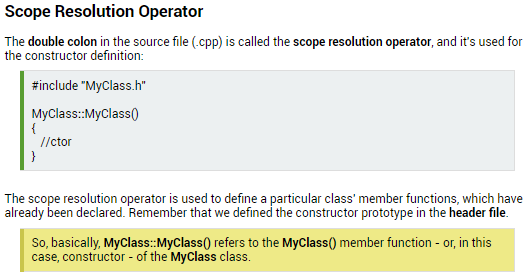 Scope Resolution Operator
The double colon in the source file (.cpp) is called the scope resolution operator, and it's used for
the constructor definition:
#include "MyClass.h"
MyClass::MyClass()
{
//ctor
}
The scope resolution operator is used to define a particular class' member functions, which have
already been declared. Remember that we defined the constructor prototype in the header file.
So, basically, MyClass::MyClass() refers to the MyClass() member function - or, in this
case, constructor - of the MyClass class.